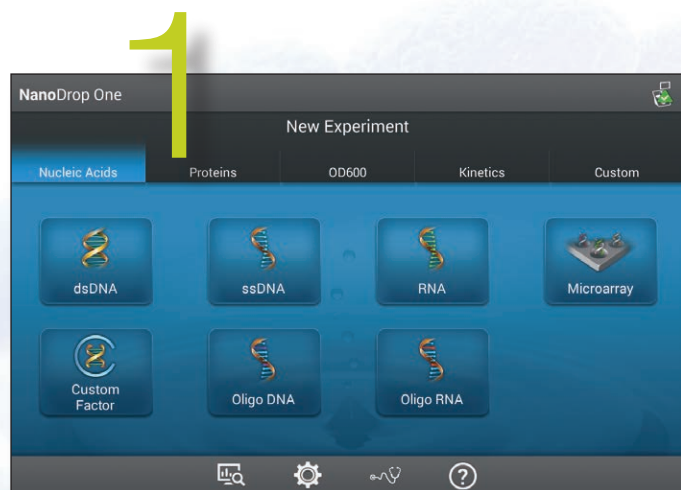 1
NanoDrop One
New Experiment
Nucleic Acids Proteins OD600 Kinetics Custom
dsDNA ssDNA RNA Microarray
Custom
Factor Oligo DNA Oligo RNA
?